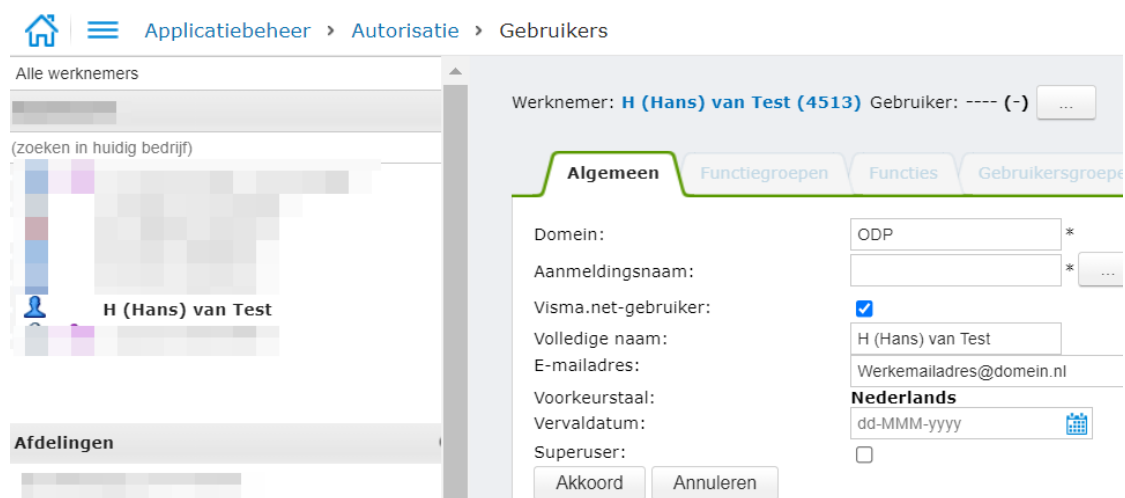 Applicatiebeheer › Autorisatie › Gebruikers
Alle werknemers
(zoeken in huidig bedrijf)
H (Hans) van Test
Afdelingen
Werknemer: H (Hans) van Test (4513) Gebruiker: ---- (-) ...
Algemeen Functiegroepen Functies
Domein: ODP *
Aanmeldingsnaam: * ...
Visma.net-gebruiker:
Volledige naam: H (Hans) van Test
E-mailadres: Werkemailadres@domein.nl
Voorkeurstaal: Nederlands
Vervaldatum: dd-MMM-yyyy
Superuser:
Akkoord Annuleren